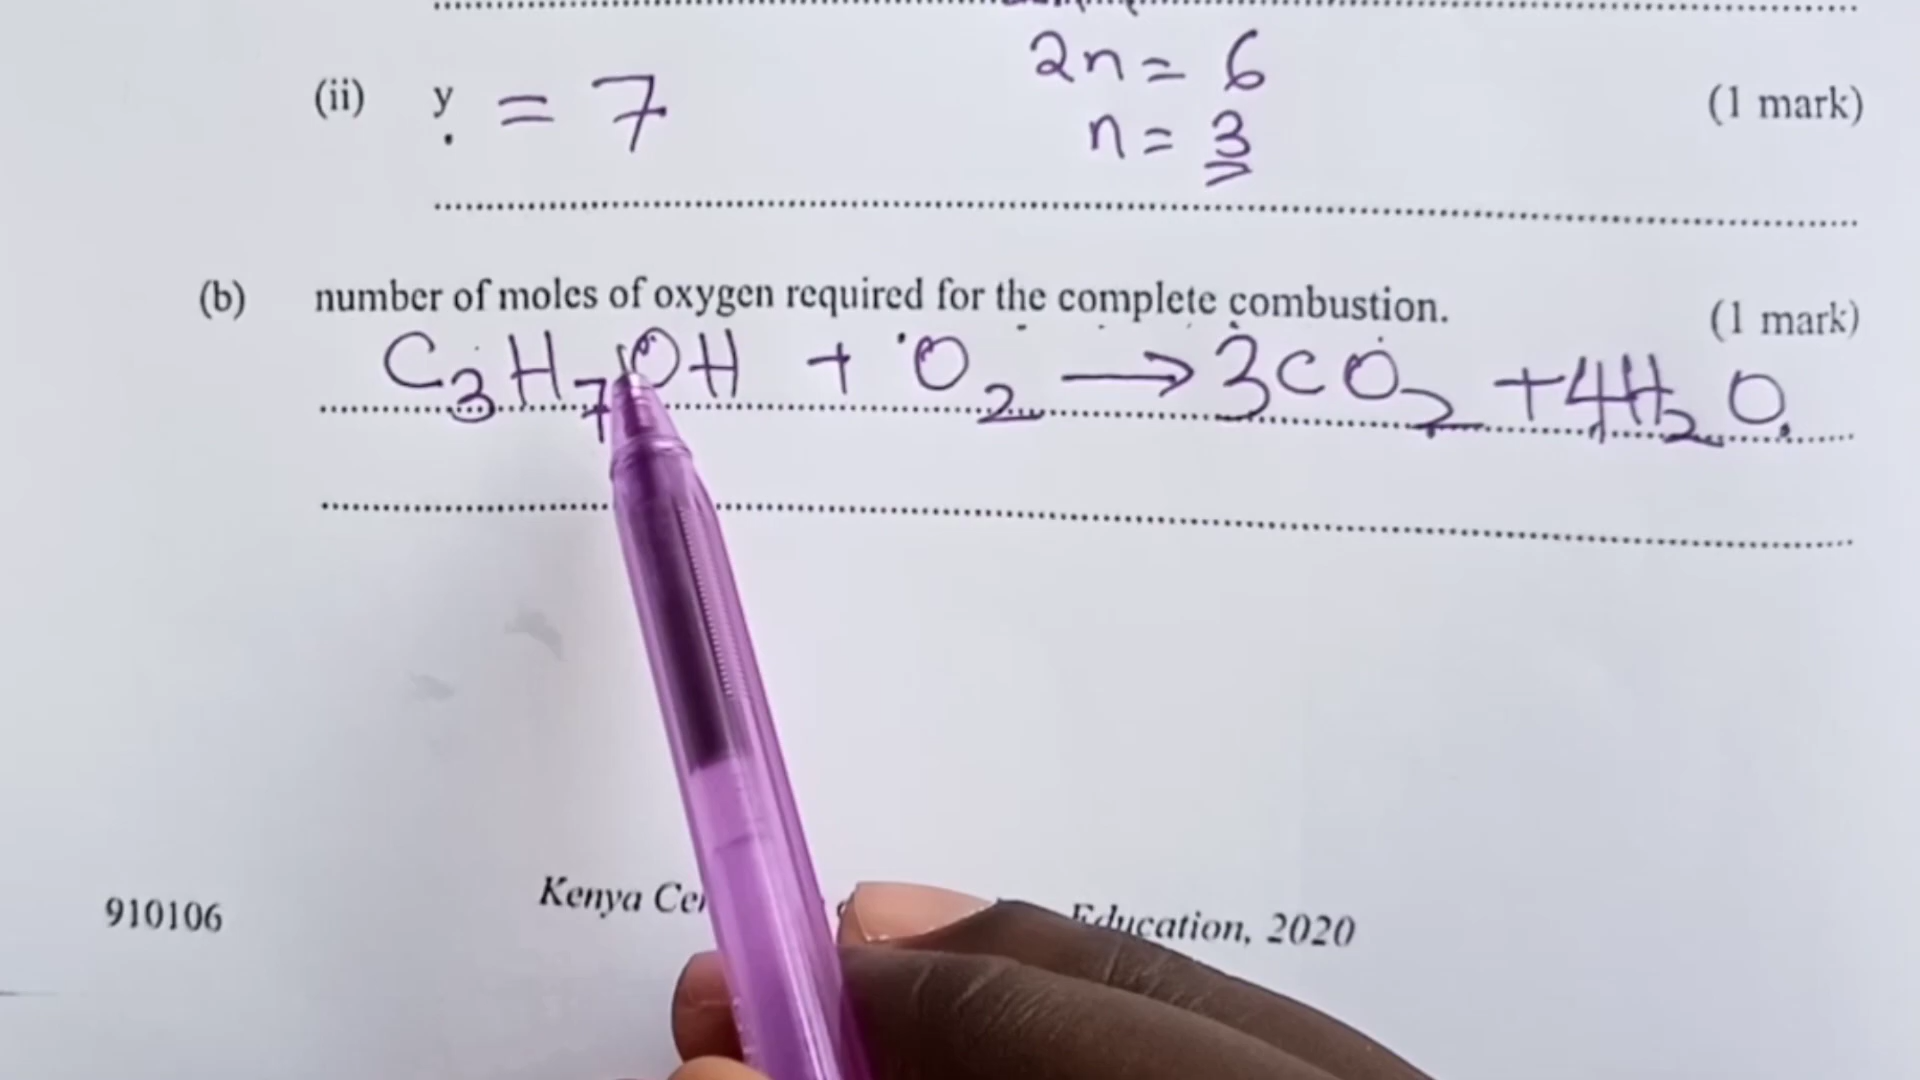 2n = 6
(ii) y = 7 (1 mark)
n = 3
(b) number of moles of oxygen required for the complete combustion. (1 mark)
C3H7OH + O2 → 3CO2 + 4H2O
910106 Kenya Education, 2020